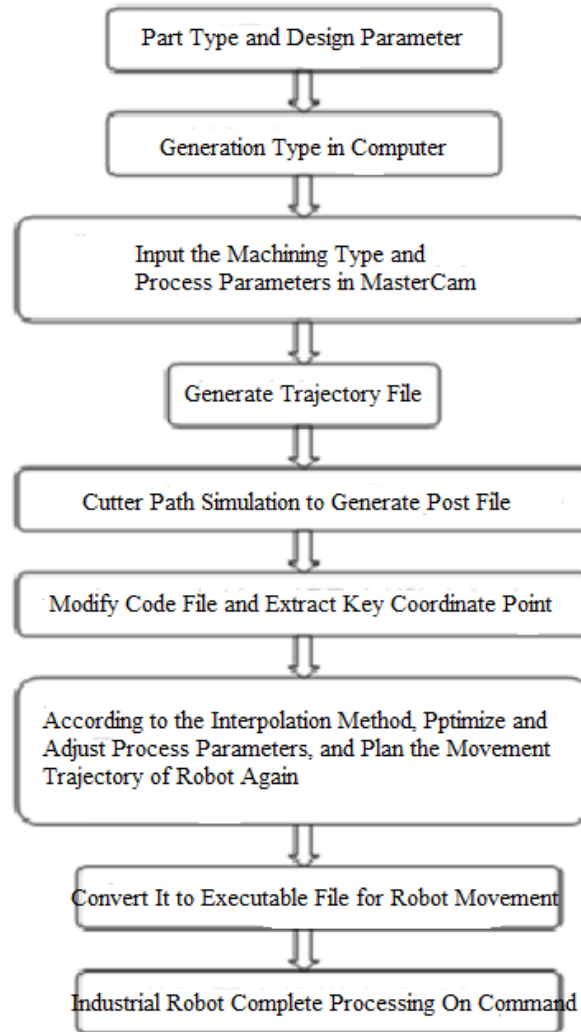 Part Type and Design Parameter
Generation Type in Computer
Input the Machining Type and
Process Parameters in MasterCam
Generate Trajectory File
Cutter Path Simulation to Generate Post File
Modify Code File and Extract Key Coordinate Point
According to the Interpolation Method, Pptimize and
Adjust Process Parameters, and Plan the Movement
Trajectory of Robot Again
Convert It to Executable File for Robot Movement
Industrial Robot Complete Processing On Command